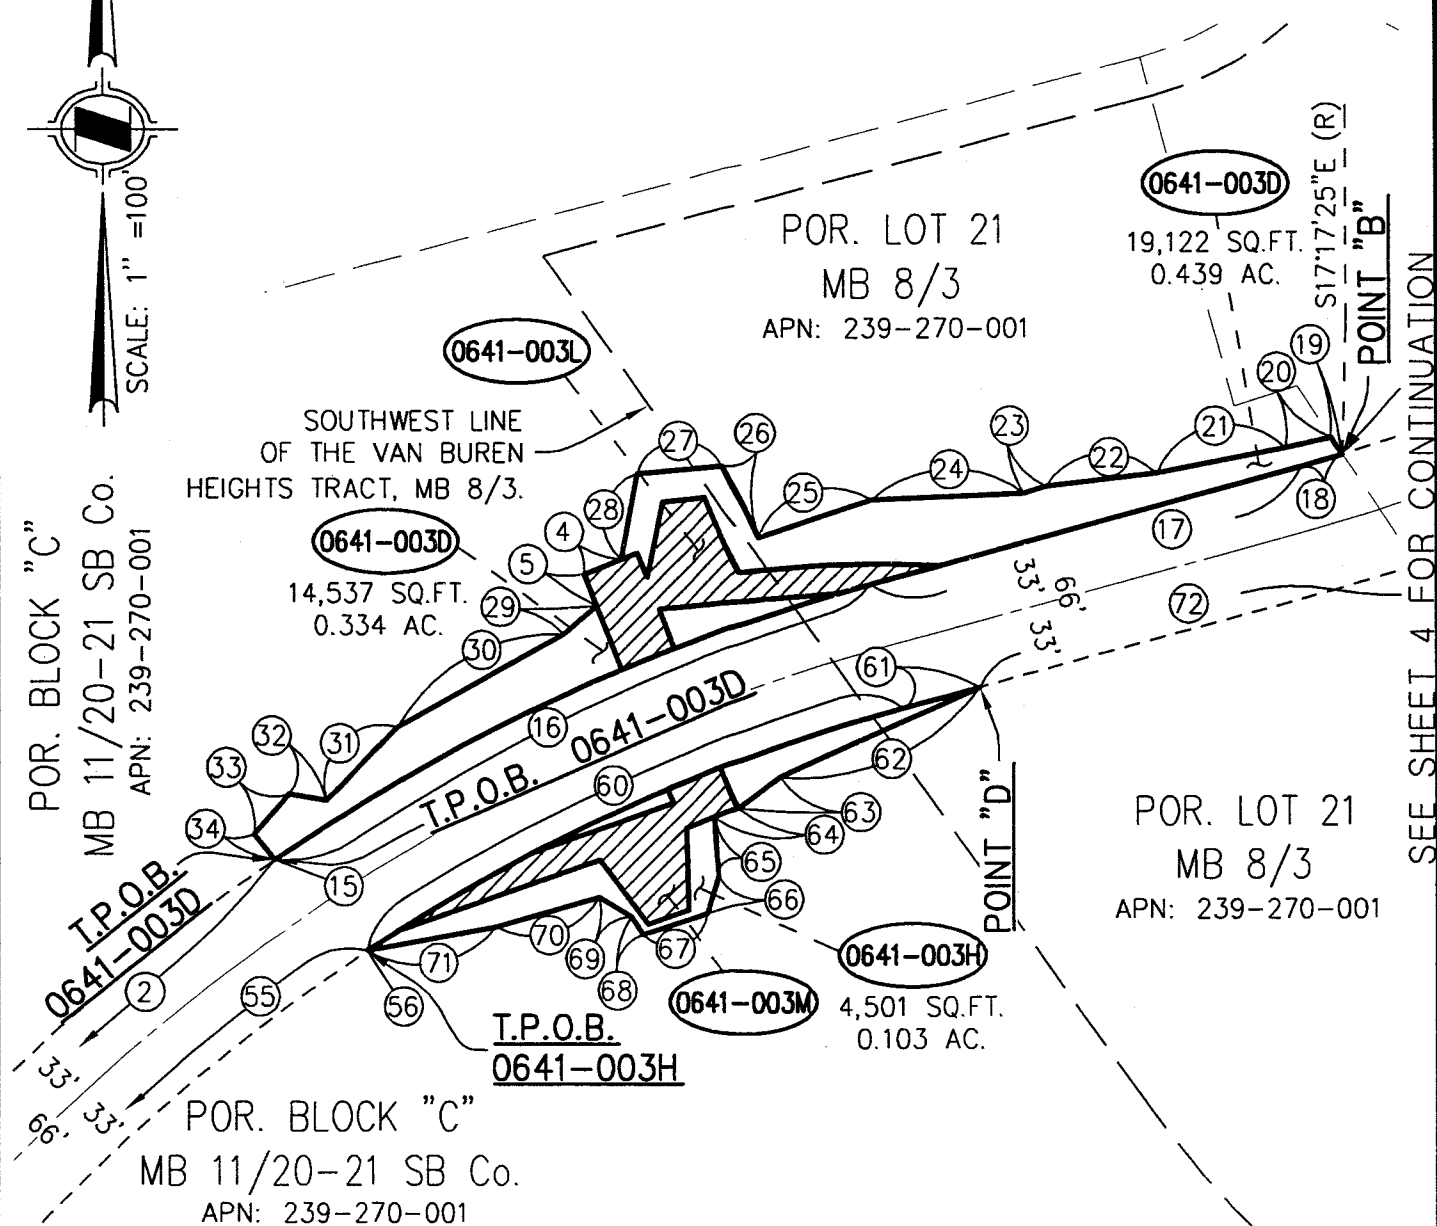 SCALE: 1" =100'
0641-003D
19,122 SQ.FT.
0.439 AC.
S17°17'25"E (R)
POINT "B"
POR. LOT 21
MB 8/3
APN: 239-270-001
0641-003L
SOUTHWEST LINE
OF THE VAN BUREN
HEIGHTS TRACT, MB 8/3.
0641-003D
14,537 SQ.FT.
0.334 AC.
POR. BLOCK "C"
MB 11/20-21 SB Co.
APN: 239-270-001
19
20
21
22
23
24
25
26
27
28
4
5
29
30
31
32
33
34
17
18
33'
66'
33'
72
SEE SHEET 4 FOR CONTINUATION
61
16
T.P.O.B. 0641-003D
60
62
63
64
65
66
67
68
69
70
71
POINT "D"
POR. LOT 21
MB 8/3
APN: 239-270-001
15
T.P.O.B.
0641-003D
2
55
56
0641-003H
4,501 SQ.FT.
0.103 AC.
0641-003M
T.P.O.B.
0641-003H
33'
66'
33'
POR. BLOCK "C"
MB 11/20-21 SB Co.
APN: 239-270-001